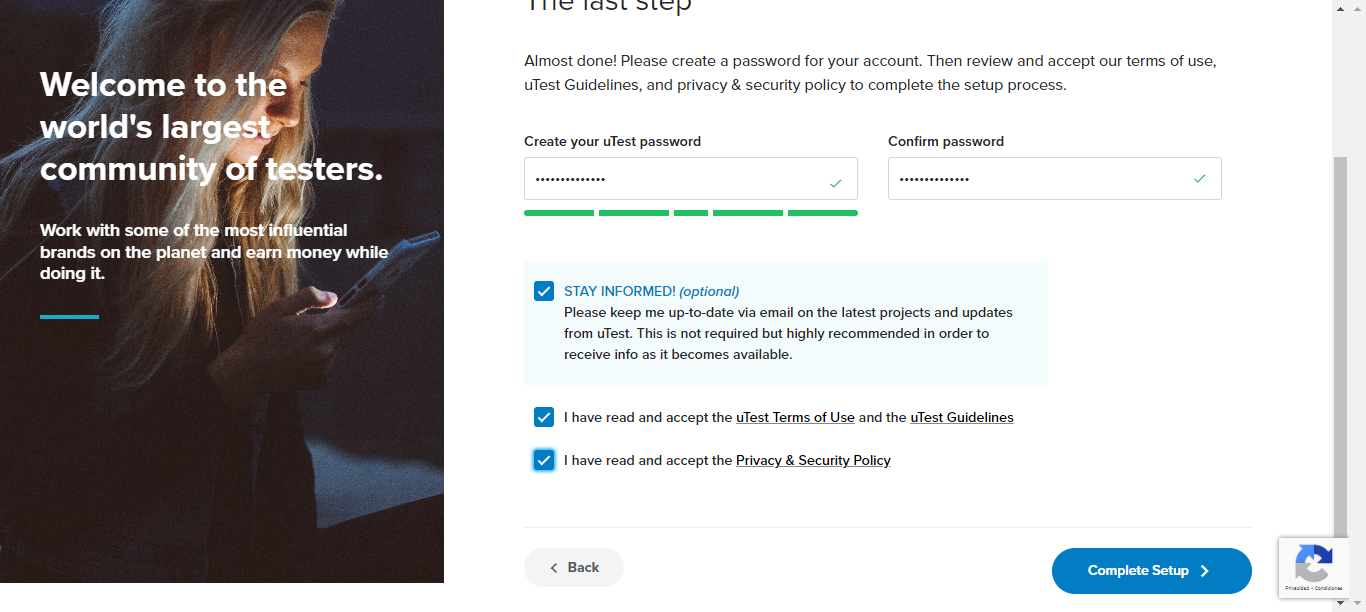 The last step
Welcome to the
world's largest
community of testers.
Work with some of the most influential
brands on the planet and earn money while
doing it.
Almost done! Please create a password for your account. Then review and accept our terms of use,
uTest Guidelines, and privacy & security policy to complete the setup process.
Create your uTest password
Confirm password
••••••••••••••
••••••••••••••
STAY INFORMED! (optional)
Please keep me up-to-date via email on the latest projects and updates
from uTest. This is not required but highly recommended in order to
receive info as it becomes available.
I have read and accept the uTest Terms of Use and the uTest Guidelines
I have read and accept the Privacy & Security Policy
Back
Complete Setup
Privacidad - Condiciones